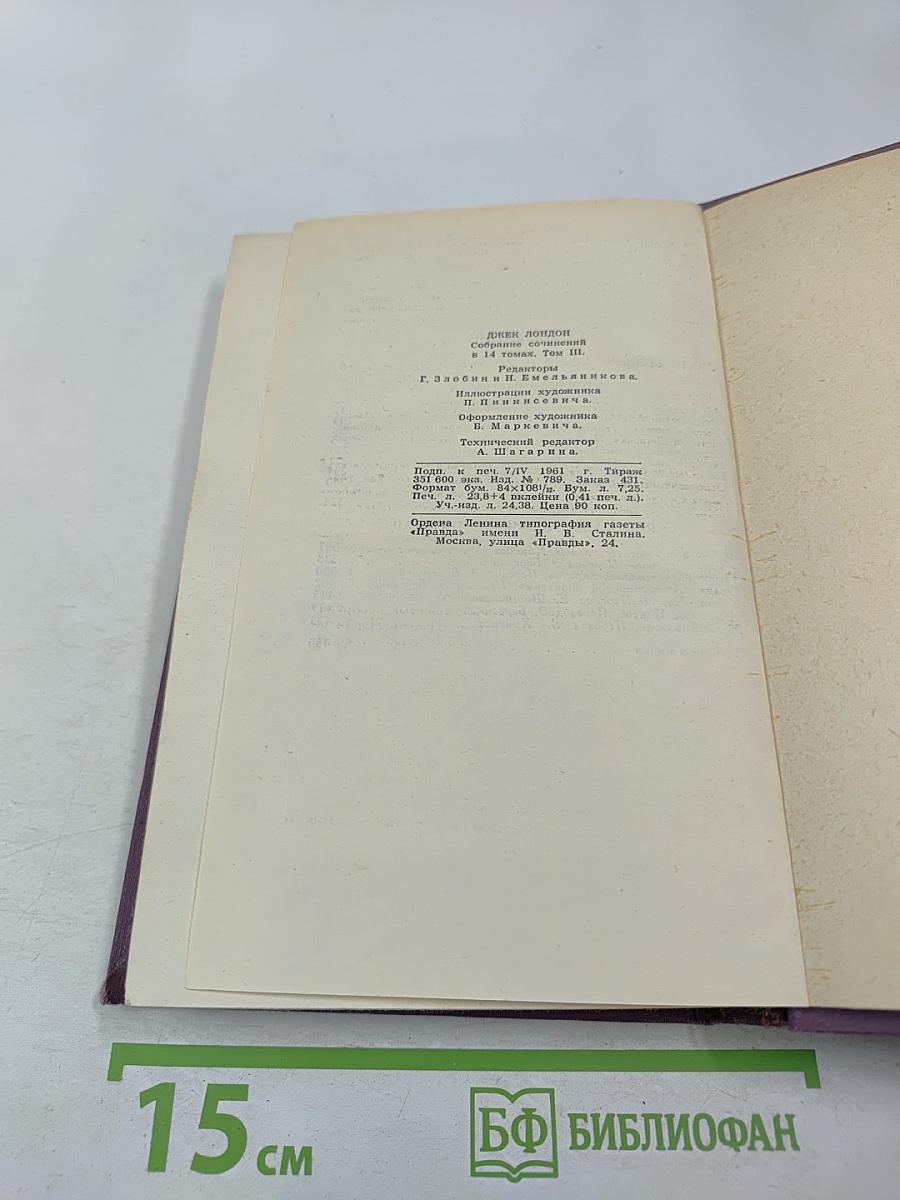 ДЖЕК ЛОНДОН
Собрание сочинений
в 14 томах. Том III.
Редакторы
Г. Злобин и Н. Емельяникова.
Иллюстрации художника
П. Пинкисевича.
Оформление художника
Б. Маркевича.
Технический редактор
А. Шагарина.
Подп. к печ. 7/IV 1961 г. Тираж
351 600 экз. Изд. № 789. Заказ 431.
Формат бум. 84×108¹/₃₂. Бум. л. 7,25.
Печ. л. 23,8+4 вклейки (0,41 печ. л.).
Уч.-изд. л. 24,38. Цена 90 коп.
Ордена Ленина типография газеты
«Правда» имени И. В. Сталина.
Москва, улица «Правды», 24.
15 см
БФ БИБЛИОФАН